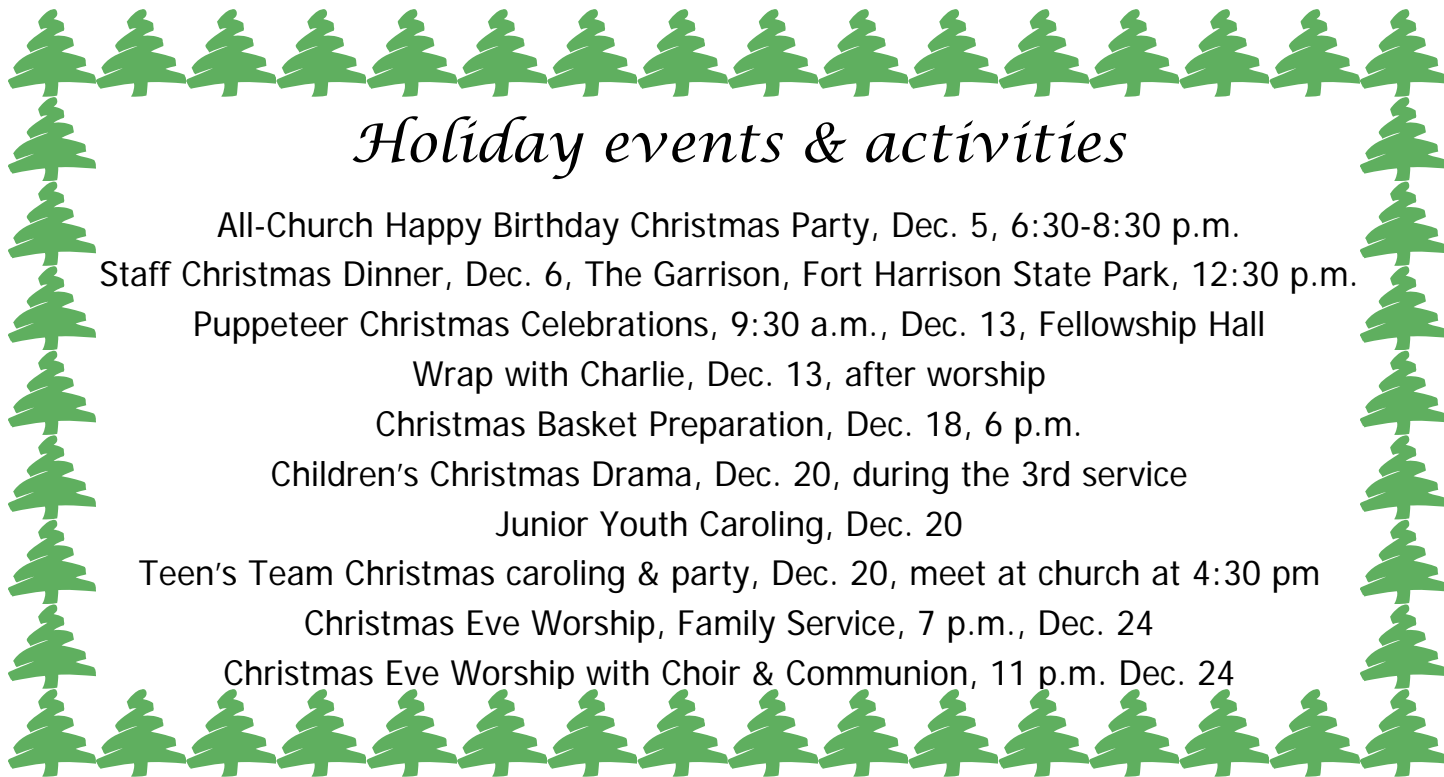 Holiday events & activities
All-Church Happy Birthday Christmas Party, Dec. 5, 6:30-8:30 p.m.
Staff Christmas Dinner, Dec. 6, The Garrison, Fort Harrison State Park, 12:30 p.m.
Puppeteer Christmas Celebrations, 9:30 a.m., Dec. 13, Fellowship Hall
Wrap with Charlie, Dec. 13, after worship
Christmas Basket Preparation, Dec. 18, 6 p.m.
Children’s Christmas Drama, Dec. 20, during the 3rd service
Junior Youth Caroling, Dec. 20
Teen’s Team Christmas caroling & party, Dec. 20, meet at church at 4:30 pm
Christmas Eve Worship, Family Service, 7 p.m., Dec. 24
Christmas Eve Worship with Choir & Communion, 11 p.m. Dec. 24